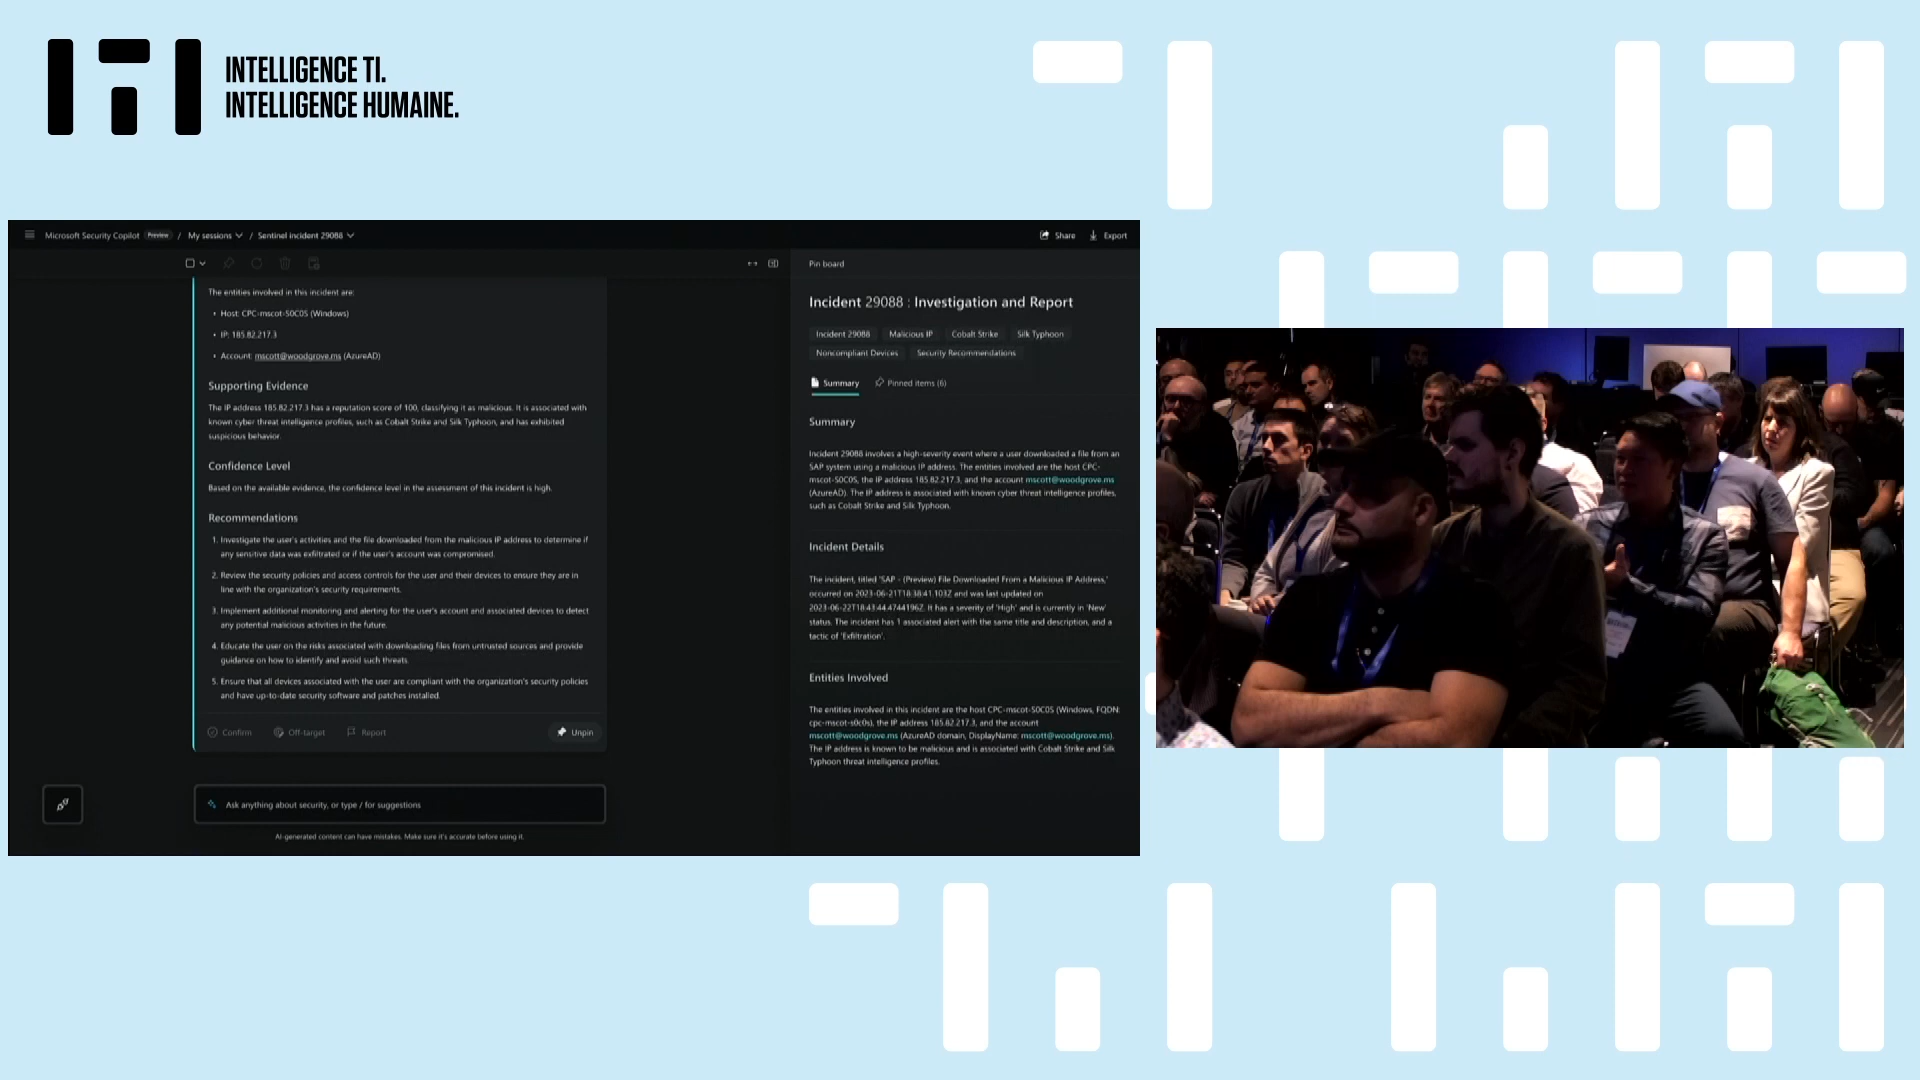 INTELLIGENCE TI.
INTELLIGENCE HUMAINE.
Microsoft Security Copilot Preview / My sessions / Sentinel incident 29088
Share Export
The entities involved in this incident are:
• Host: CPC-mscot-S0C0S (Windows)
• IP: 185.82.217.3
• Account: mscott@woodgrove.ms (AzureAD)
Supporting Evidence
The IP address 185.82.217.3 has a reputation score of 100, classifying it as malicious. It is associated with
known cyber threat intelligence profiles, such as Cobalt Strike and Silk Typhoon, and has exhibited
suspicious behavior.
Confidence Level
Based on the available evidence, the confidence level in the assessment of this incident is high.
Recommendations
1. Investigate the user's activities and the file downloaded from the malicious IP address to determine if
any sensitive data was exfiltrated or if the user's account was compromised.
2. Review the security policies and access controls for the user and their devices to ensure they are in
line with the organization's security requirements.
3. Implement additional monitoring and alerting for the user's account and associated devices to detect
any potential malicious activities in the future.
4. Educate the user on the risks associated with downloading files from untrusted sources and provide
guidance on how to identify and avoid such threats.
5. Ensure that all devices associated with the user are compliant with the organization's security policies
and have up-to-date security software and patches installed.
Confirm Off-target Report Unpin
Ask anything about security, or type / for suggestions
AI-generated content can have mistakes. Make sure it's accurate before using it.
Pin board
Incident 29088 : Investigation and Report
Incident 29088 Malicious IP Cobalt Strike Silk Typhoon
Noncompliant Devices Security Recommendations
Summary Pinned items (6)
Summary
Incident 29088 involves a high-severity event where a user downloaded a file from an
SAP system using a malicious IP address. The entities involved are the host CPC-
mscot-S0C0S, the IP address 185.82.217.3, and the account mscott@woodgrove.ms
(AzureAD). The IP address is associated with known cyber threat intelligence profiles,
such as Cobalt Strike and Silk Typhoon.
Incident Details
The incident, titled 'SAP - (Preview) File Downloaded From a Malicious IP Address,'
occurred on 2023-06-21T18:38:41.103Z and was last updated on
2023-06-22T18:43:44.4744196Z. It has a severity of 'High' and is currently in 'New'
status. The incident has 1 associated alert with the same title and description, and a
tactic of 'Exfiltration'.
Entities Involved
The entities involved in this incident are the host CPC-mscot-S0C0S (Windows, FQDN:
cpc-mscot-s0c0s), the IP address 185.82.217.3, and the account
mscott@woodgrove.ms (AzureAD domain, DisplayName: mscott@woodgrove.ms).
The IP address is known to be malicious and is associated with Cobalt Strike and Silk
Typhoon threat intelligence profiles.